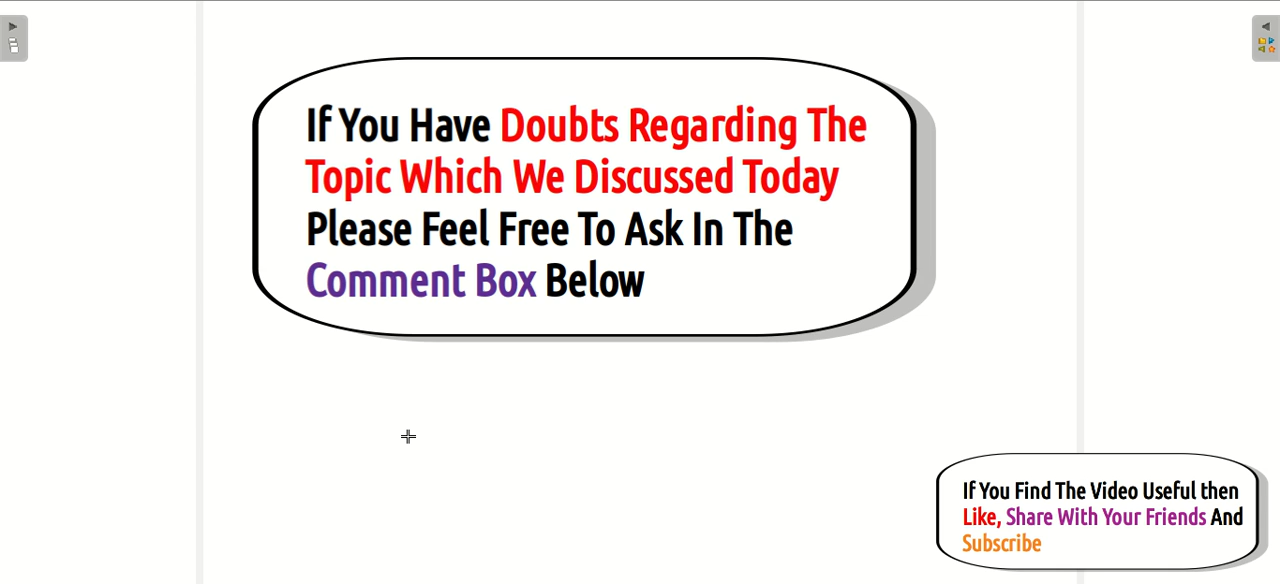 If You Have Doubts Regarding The
Topic Which We Discussed Today
Please Feel Free To Ask In The
Comment Box Below
If You Find The Video Useful then
Like, Share With Your Friends And
Subscribe